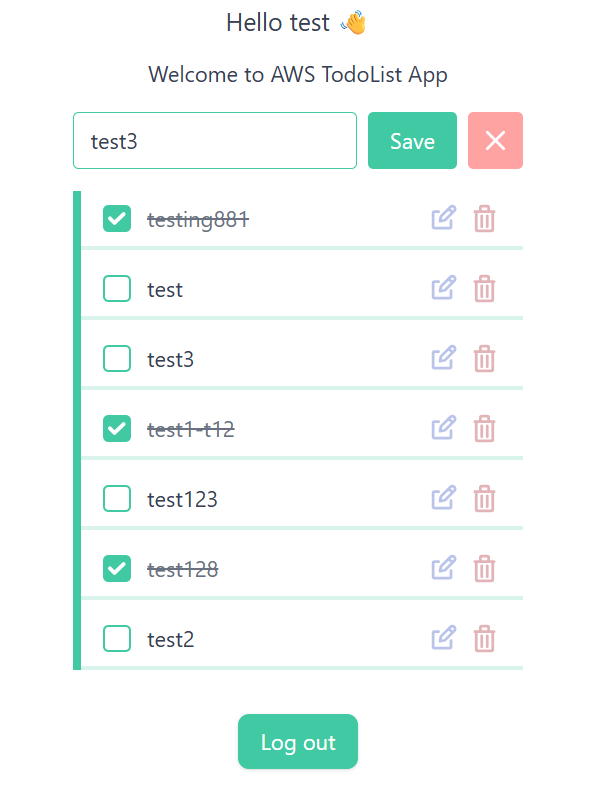 Hello test 👋
Welcome to AWS TodoList App
test3 Save
testing881
test
test3
test1-t12
test123
test128
test2
Log out